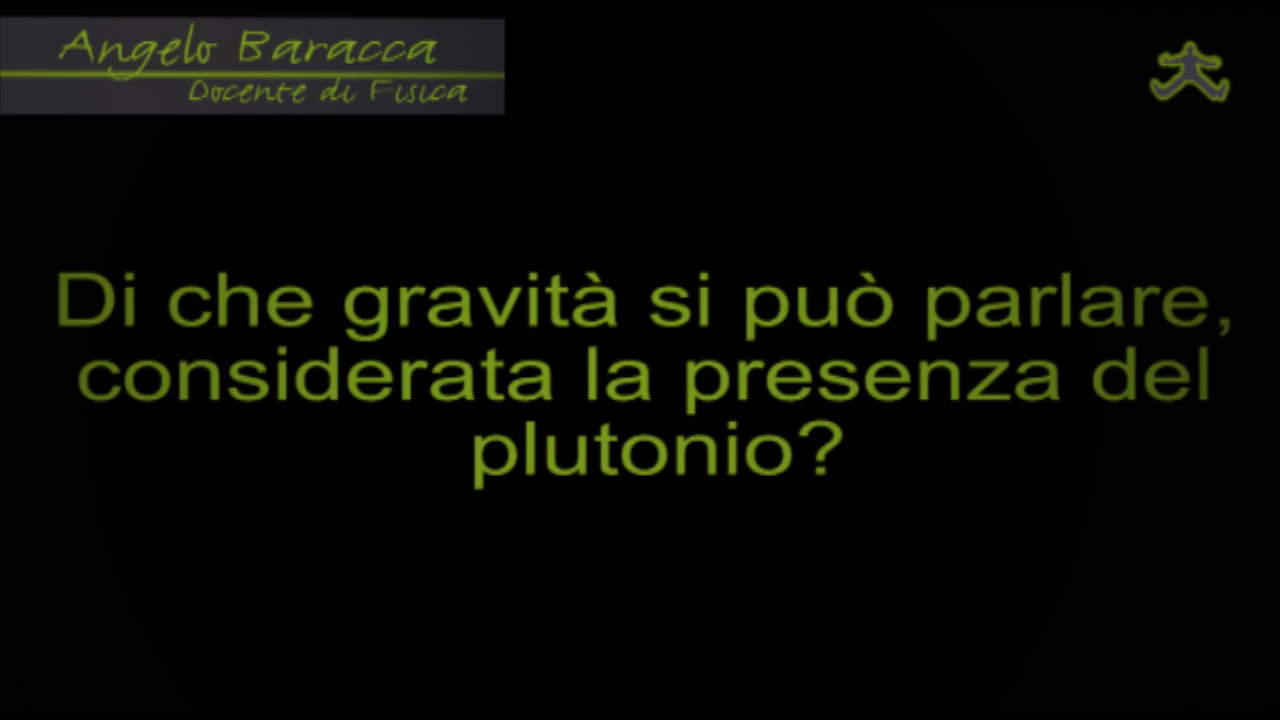 Angelo Baracca
Docente di Fisica
Di che gravità si può parlare,
considerata la presenza del
plutonio?